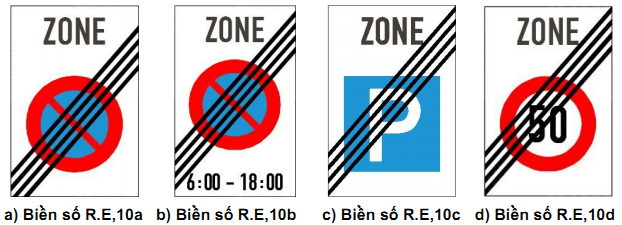 ZONE
ZONE
6:00 - 18:00
ZONE
P
ZONE
50
a) Biển số R.E,10a
b) Biển số R.E,10b
c) Biển số R.E,10c
d) Biển số R.E,10d